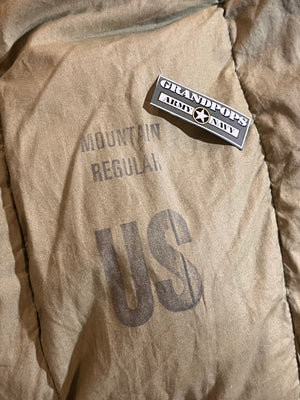 GRANDPOPS
ARMY NAVY
MOUNTAIN
REGULAR
US